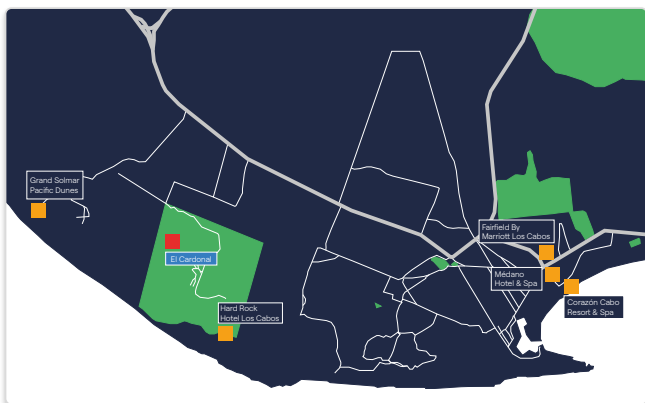 Grand Solmar
Pacific Dunes
El Cardonal
Hard Rock
Hotel Los Cabos
Fairfield By
Marriott Los Cabos
Médano
Hotel & Spa
Corazón Cabo
Resort & Spa